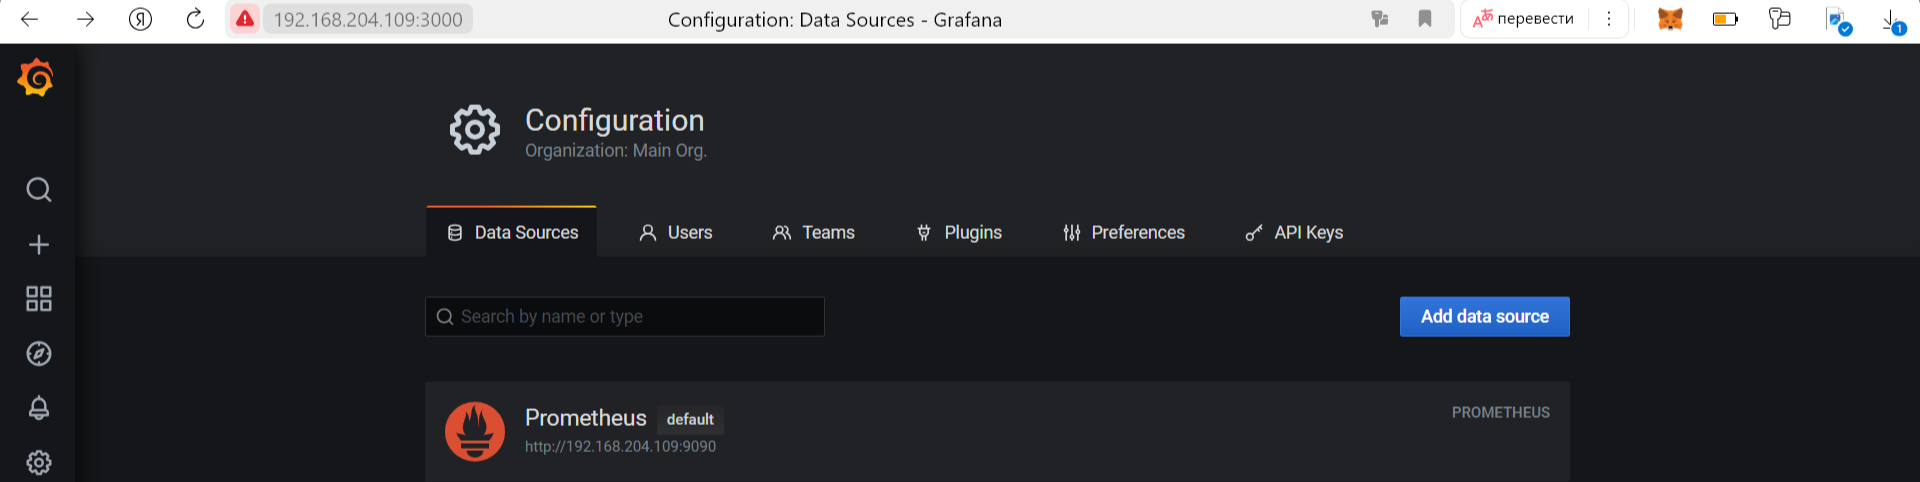 192.168.204.109:3000
Configuration: Data Sources - Grafana
перевести
1
Configuration
Organization: Main Org.
Data Sources
Users
Teams
Plugins
Preferences
API Keys
Search by name or type
Add data source
Prometheus
default
PROMETHEUS
http://192.168.204.109:9090